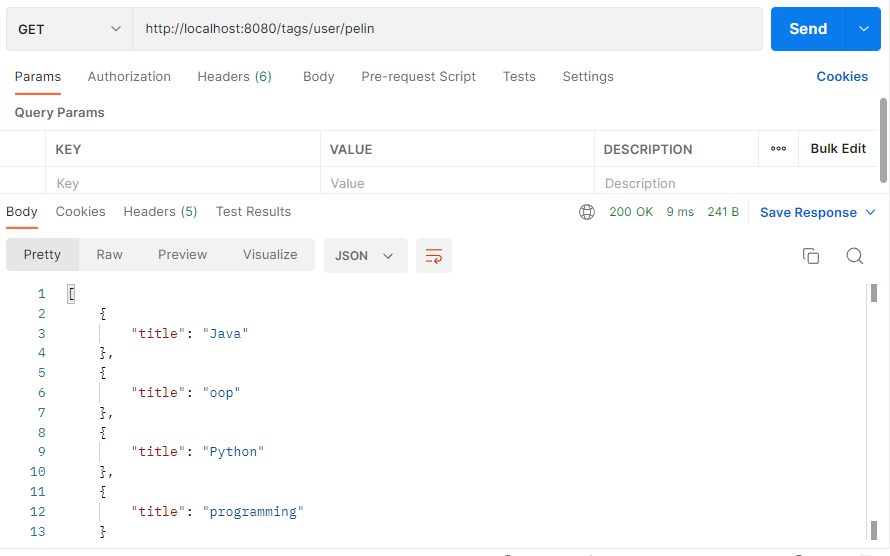 GET http://localhost:8080/tags/user/pelin Send
Params Authorization Headers (6) Body Pre-request Script Tests Settings Cookies
Query Params
KEY VALUE DESCRIPTION ooo Bulk Edit
Key Value Description
Body Cookies Headers (5) Test Results 200 OK 9 ms 241 B Save Response
Pretty Raw Preview Visualize JSON
1 [
2 {
3 "title": "Java"
4 },
5 {
6 "title": "oop"
7 },
8 {
9 "title": "Python"
10 },
11 {
12 "title": "programming"
13 }